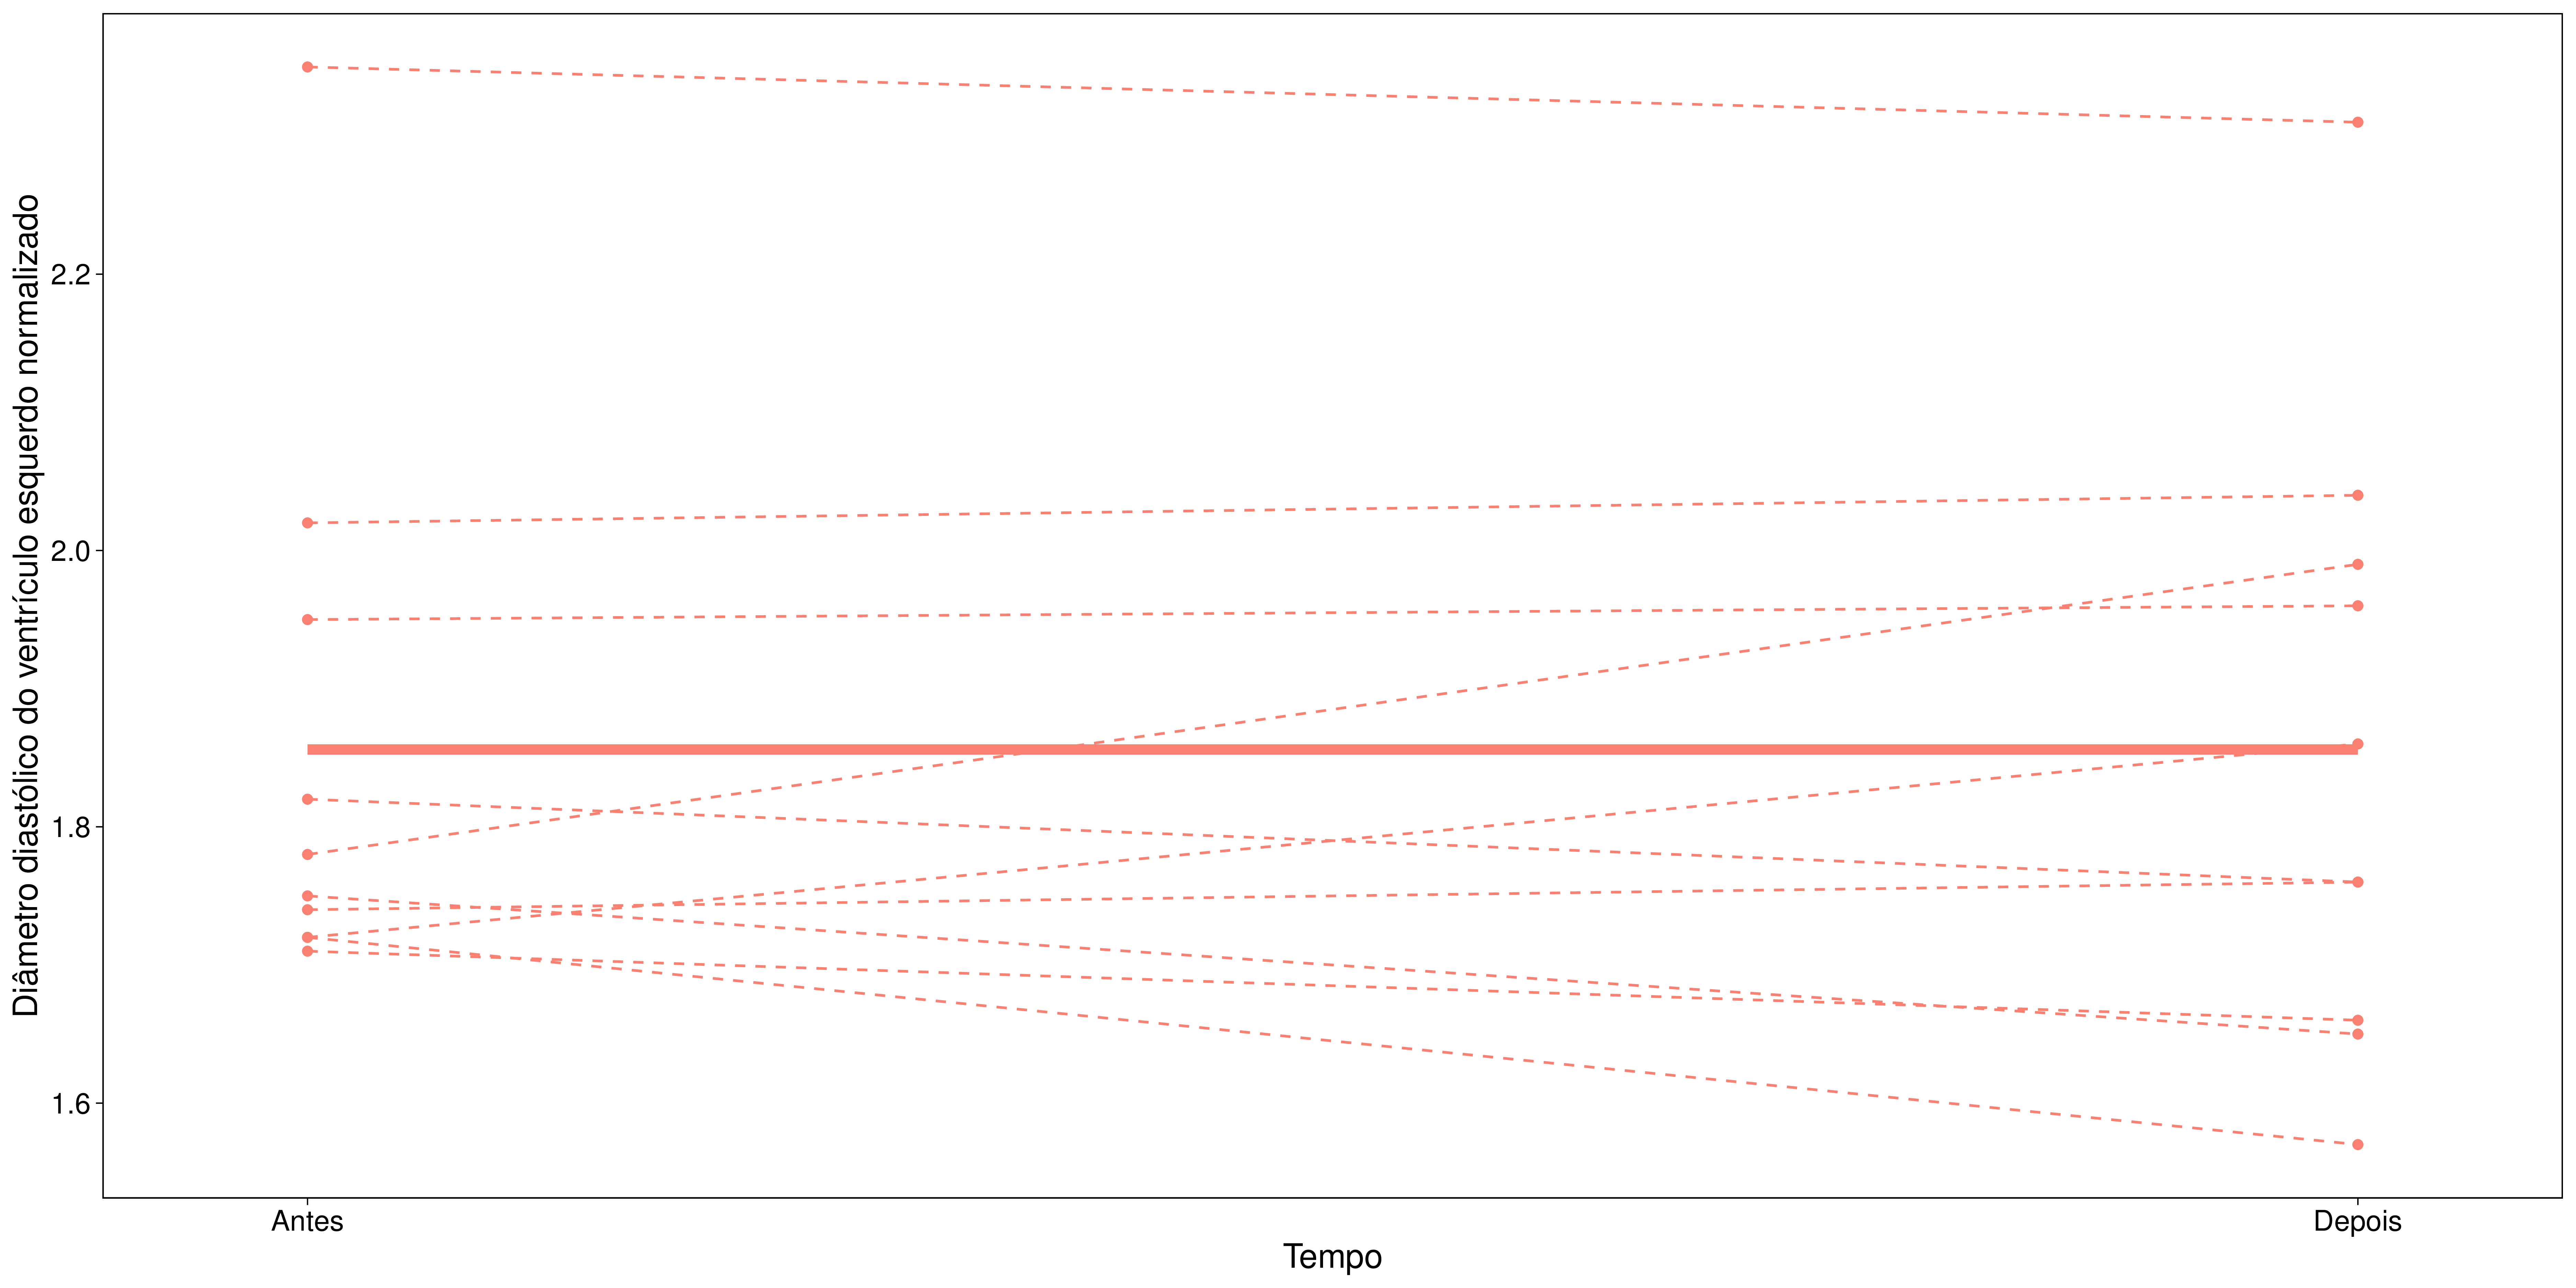 Diâmetro diastólico do ventrículo esquerdo normalizado
2.2
2.0
1.8
1.6
Antes
Depois
Tempo